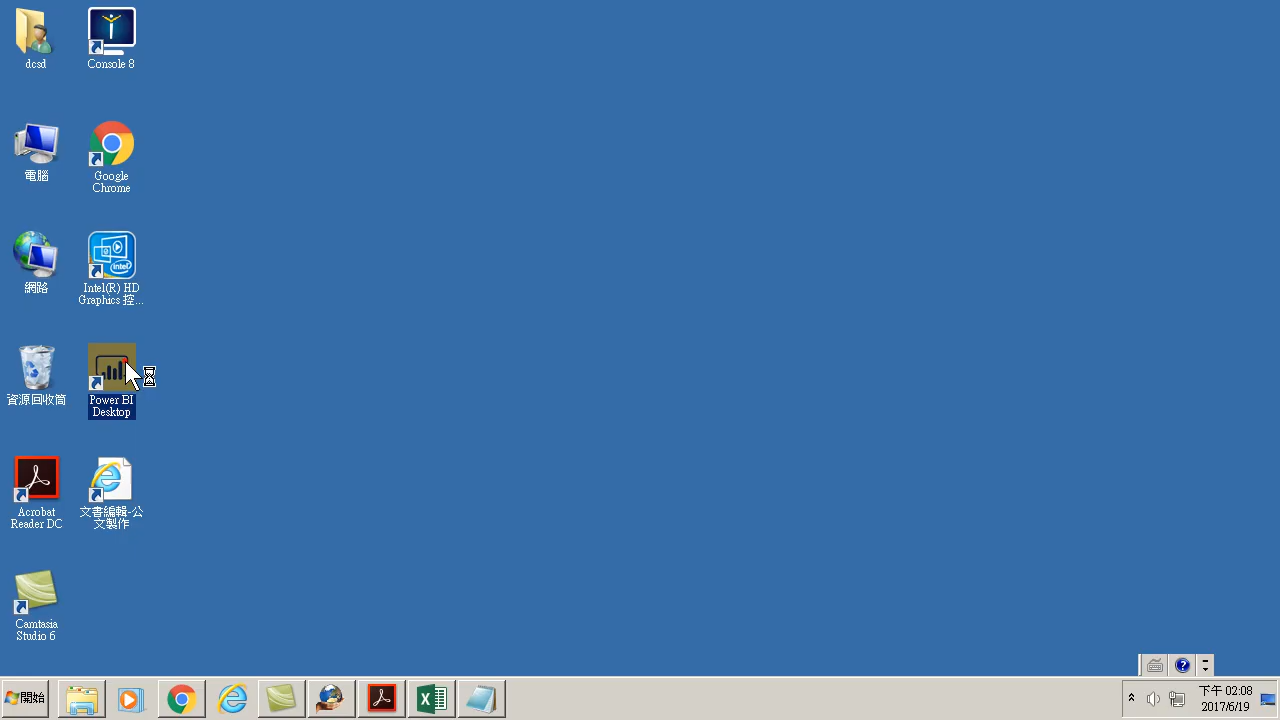 dcsd
Console 8
電腦
Google
Chrome
網路
intel
Intel(R) HD
Graphics 控...
資源回收筒
Power BI
Desktop
Acrobat
Reader DC
文書編輯-公
文製作
Camtasia
Studio 6
開始
下午 02:08
2017/6/19